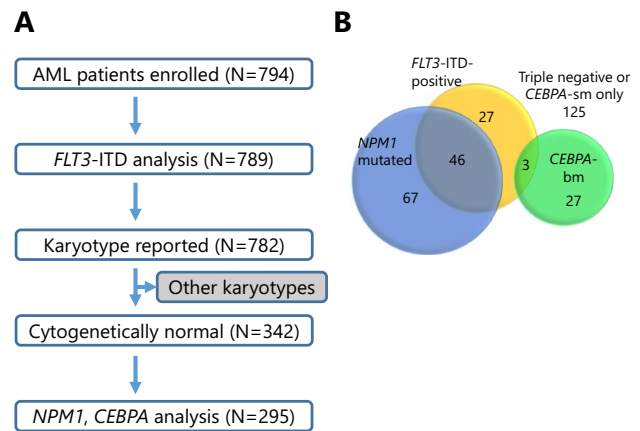 A
AML patients enrolled (N=794)
FLT3-ITD analysis (N=789)
Karyotype reported (N=782)
Other karyotypes
Cytogenetically normal (N=342)
NPM1, CEBPA analysis (N=295)
B
FLT3-ITD-
positive
Triple negative or
CEBPA-sm only
125
27
NPM1
mutated
46
3
CEBPA-
bm
67
27